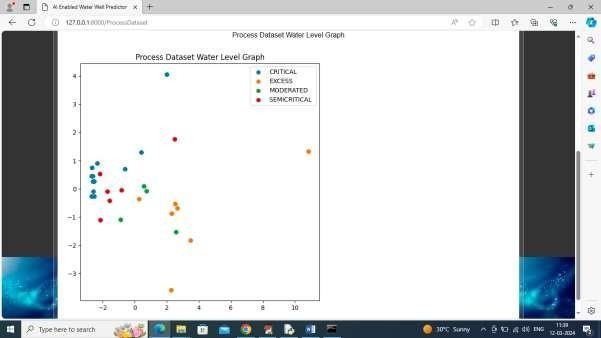 AI Enabled Water Well Predictor
127.0.0.1:8000/ProcessDataset
Process Dataset Water Level Graph
Process Dataset Water Level Graph
CRITICAL
EXCESS
MODERATED
SEMICRITICAL
4
3
2
1
0
−1
−2
−3
−2 0 2 4 6 8 10
Type here to search
30°C Sunny
ENG
11:39
12-03-2024